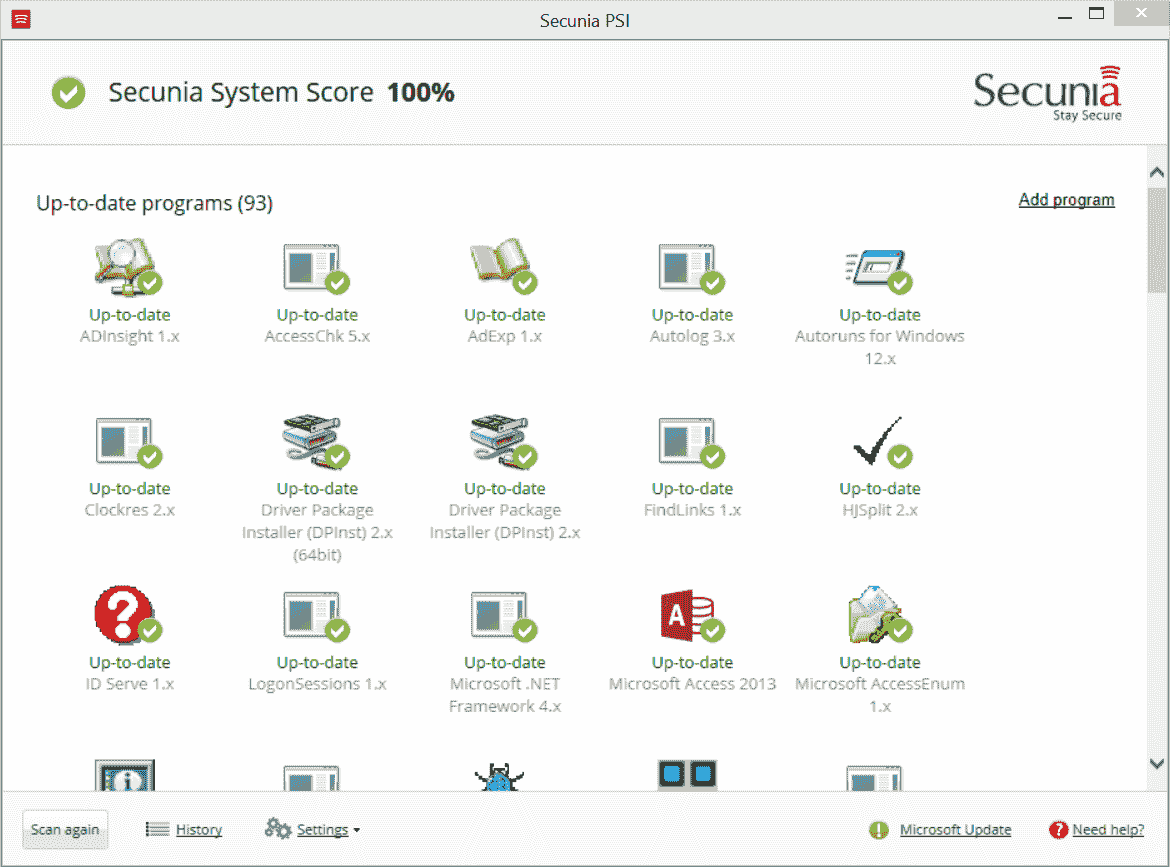 Secunia PSI
Secunia System Score 100%
Secunia
Stay Secure
Up-to-date programs (93)
Add program
Up-to-date
ADInsight 1.x
Up-to-date
AccessChk 5.x
Up-to-date
AdExp 1.x
Up-to-date
Autolog 3.x
Up-to-date
Autoruns for Windows
12.x
Up-to-date
Clockres 2.x
Up-to-date
Driver Package
Installer (DPInst) 2.x
(64bit)
Up-to-date
Driver Package
Installer (DPInst) 2.x
Up-to-date
FindLinks 1.x
Up-to-date
HJSplit 2.x
Up-to-date
ID Serve 1.x
Up-to-date
LogonSessions 1.x
Up-to-date
Microsoft .NET
Framework 4.x
A
Up-to-date
Microsoft Access 2013
Up-to-date
Microsoft AccessEnum
1.x
Scan again
History
Settings
Microsoft Update
Need help?